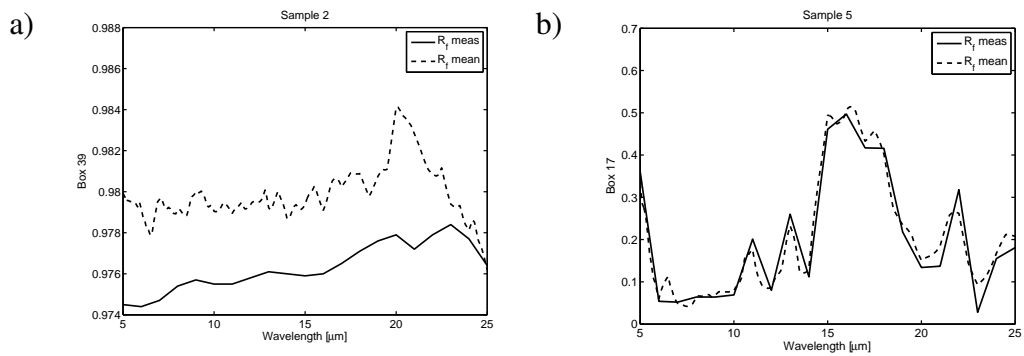 a)
Sample 2
0.988
0.986
0.984
0.982
0.98
0.978
0.976
0.974
Box 39
R_f meas
R_f mean
5 10 15 20 25
Wavelength [µm]
b)
Sample 5
0.7
0.6
0.5
0.4
0.3
0.2
0.1
0
Box 17
R_f meas
R_f mean
5 10 15 20 25
Wavelength [µm]